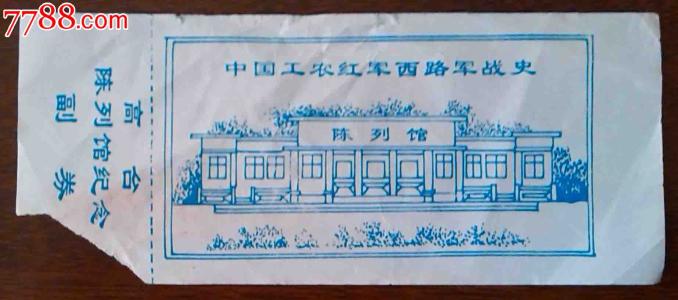 7788.com
中国工农红军西路军战史
陈列馆
高台
陈列馆纪念
副券